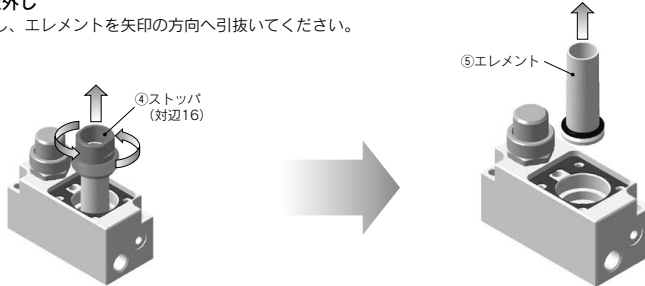 外し
し、エレメントを矢印の方向へ引抜いてください。
④ストッパ
（対辺16）
⑤エレメント